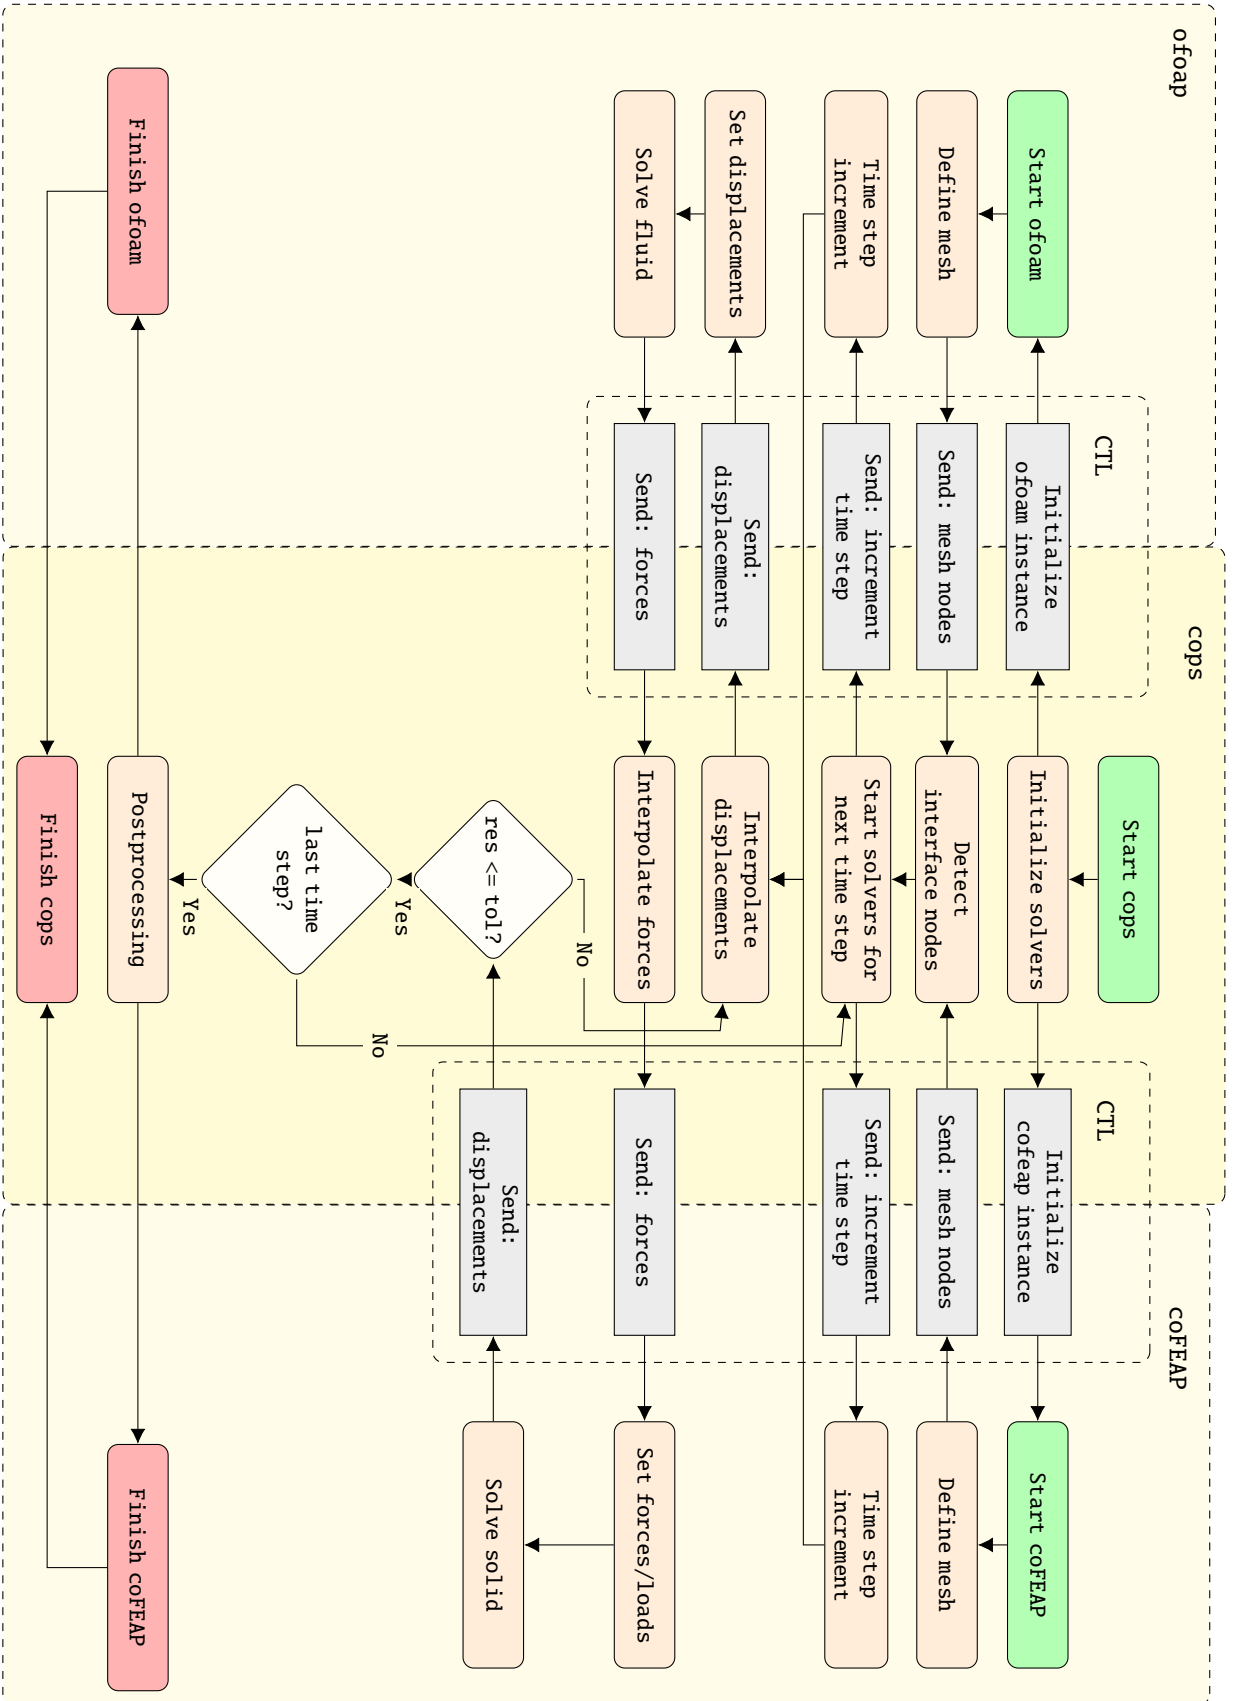 ofoap
cops
coFEAP
Start cops
CTL
CTL
Start ofoam
Initialize
ofoam instance
Initialize solvers
Initialize
cofeap instance
Start coFEAP
Define mesh
Send: mesh nodes
Detect
interface nodes
Send: mesh nodes
Define mesh
Time step
increment
Send: increment
time step
Start solvers for
next time step
Send: increment
time step
Time step
increment
Set displacements
Send:
displacements
Interpolate
displacements
Solve fluid
Send: forces
Interpolate forces
Send: forces
Set forces/loads
No
res <= tol?
Send:
displacements
Solve solid
Yes
No
last time
step?
Yes
Finish ofoam
Postprocessing
Finish coFEAP
Finish cops